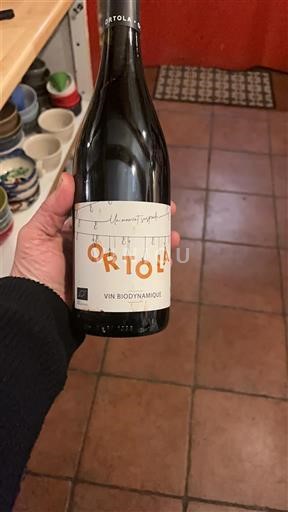 ORTOLA
Un moment suspendu
ORTOLA
VIN BIODYNAMIQUE